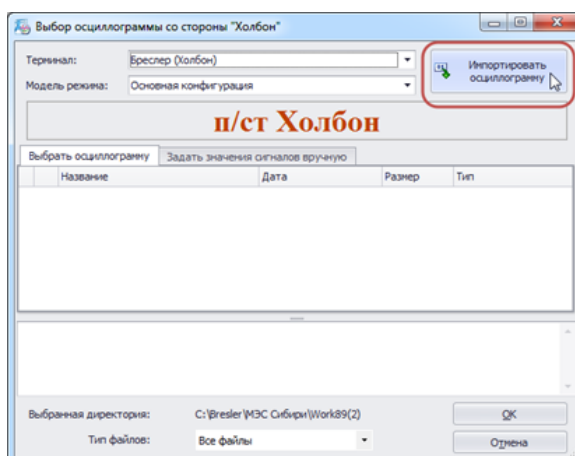 Выбор осциллограммы со стороны "Холбон"
Терминал: Бреслер (Холбон)
Импортировать осциллограмму
Модель режима: Основная конфигурация
п/ст Холбон
Выбрать осциллограмму Задать значения сигналов вручную
Название Дата Размер Тип
Выбранная директория: C:\Bresler\МЭС Сибири\Work89(2)
OK
Тип файлов: Все файлы
Отмена